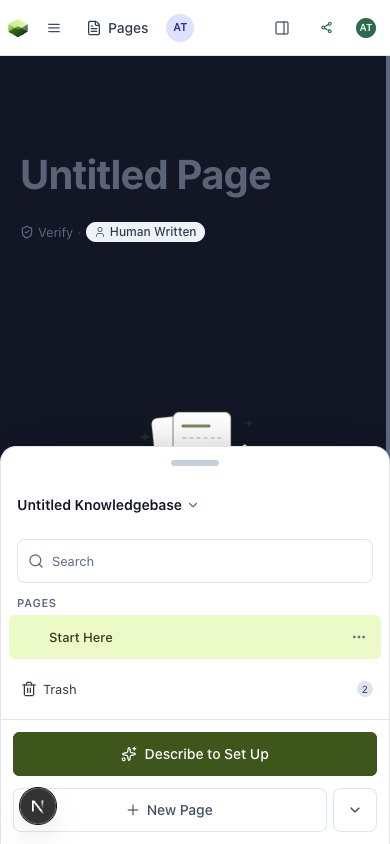 Pages
AT
AT
Untitled Page
Verify · Human Written
Untitled Knowledgebase
Search
PAGES
Start Here
Trash
2
Describe to Set Up
N
New Page